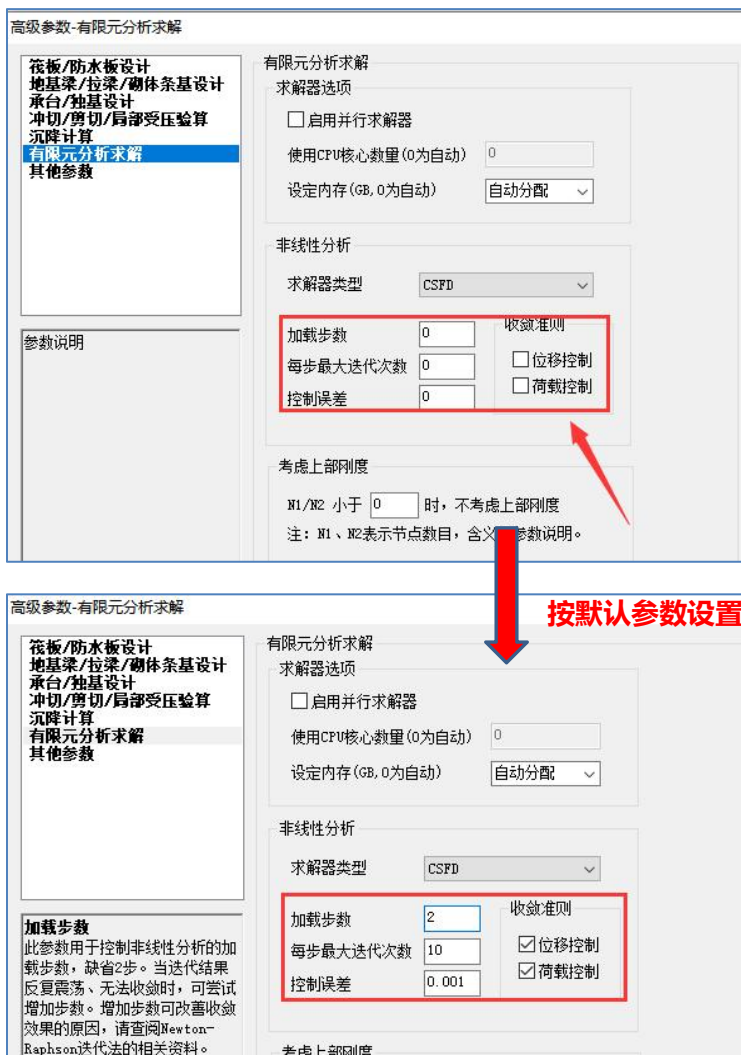 高级参数-有限元分析求解
筏板/防水板设计
地基梁/拉梁/砌体条基设计
承台/独基设计
冲切/剪切/局部受压验算
沉降计算
有限元分析求解
其他参数
参数说明
有限元分析求解
求解器选项
启用并行求解器
使用CPU核心数量(0为自动) 0
设定内存(GB,0为自动) 自动分配
非线性分析
求解器类型 CSFD
加载步数 0
每步最大迭代次数 0
控制误差 0
收敛准则
位移控制
荷载控制
考虑上部刚度
N1/N2 小于 0 时，不考虑上部刚度
注：N1、N2表示节点数目，含义 参数说明。
按默认参数设置
高级参数-有限元分析求解
筏板/防水板设计
地基梁/拉梁/砌体条基设计
承台/独基设计
冲切/剪切/局部受压验算
沉降计算
有限元分析求解
其他参数
加载步数
此参数用于控制非线性分析的加
载步数，缺省2步。当迭代结果
反复震荡、无法收敛时，可尝试
增加步数。增加步数可改善收敛
效果的原因，请查阅Newton-
Raphson迭代法的相关资料。
有限元分析求解
求解器选项
启用并行求解器
使用CPU核心数量(0为自动) 0
设定内存(GB,0为自动) 自动分配
非线性分析
求解器类型 CSFD
加载步数 2
每步最大迭代次数 10
控制误差 0.001
收敛准则
位移控制
荷载控制
考虑上部刚度